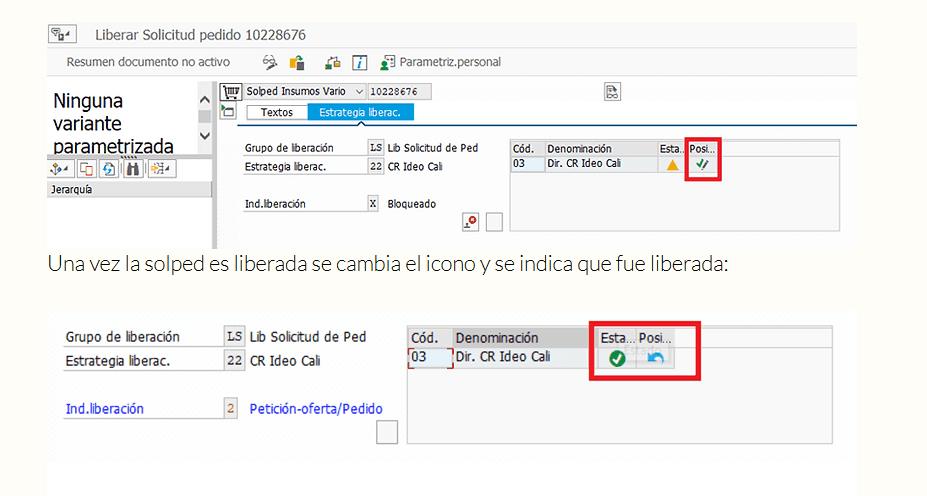 Liberar Solicitud pedido 10228676
Resumen documento no activo
Parametriz.personal
Ninguna
variante
parametrizada
Jerarquía
Solped Insumos Vario 10228676
Textos Estrategia liberac.
Grupo de liberación LS Lib Solicitud de Ped
Estrategia liberac. 22 CR Ideo Cali
Ind.liberación X Bloqueado
Cód. Denominación Esta... Posi...
03 Dir. CR Ideo Cali
Una vez la solped es liberada se cambia el icono y se indica que fue liberada:
Grupo de liberación LS Lib Solicitud de Ped
Estrategia liberac. 22 CR Ideo Cali
Ind.liberación 2 Petición-oferta/Pedido
Cód. Denominación Esta... Posi...
03 Dir. CR Ideo Cali
Estado